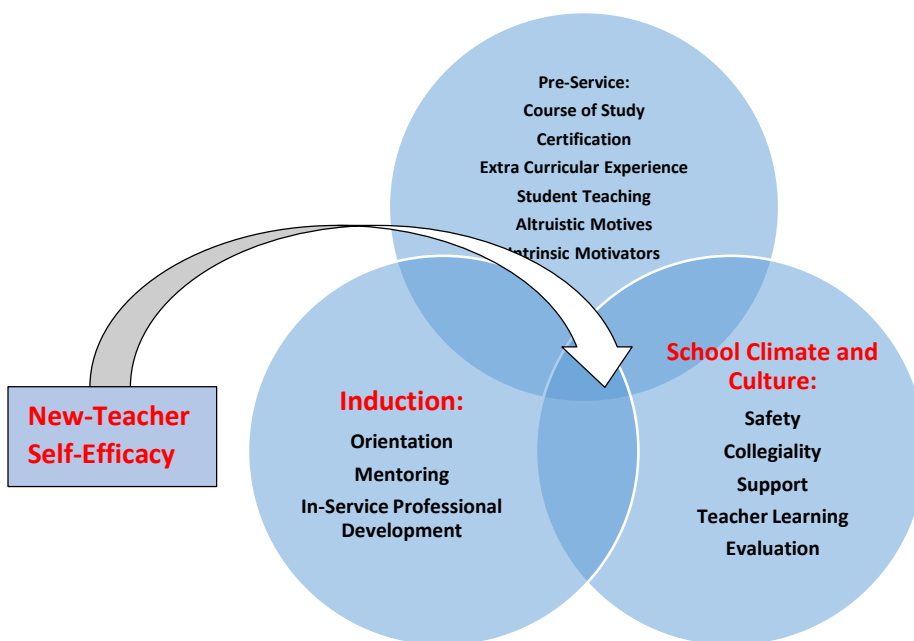 Pre-Service:
Course of Study
Certification
Extra Curricular Experience
Student Teaching
Altruistic Motives
Intrinsic Motivators
School Climate and
Culture:
Safety
Collegiality
Support
Teacher Learning
Evaluation
Induction:
Orientation
Mentoring
In-Service Professional
Development
New-Teacher
Self-Efficacy